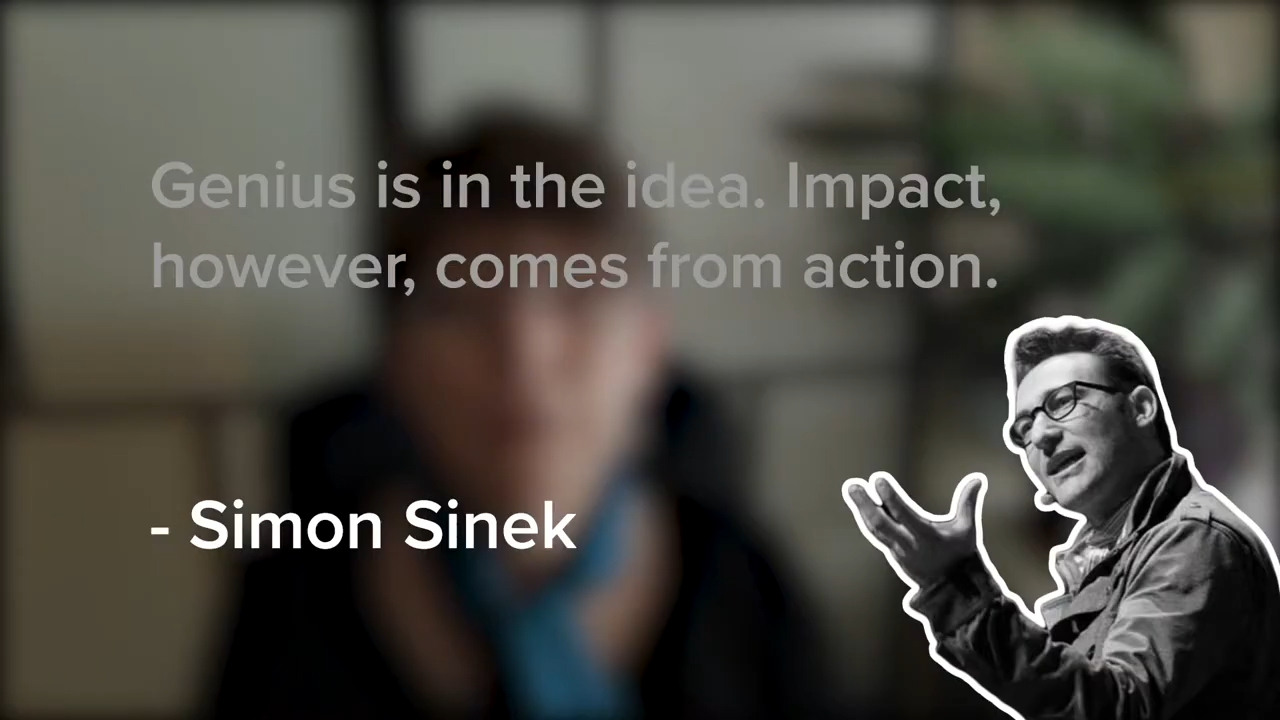 Genius is in the idea. Impact,
however, comes from action.
- Simon Sinek